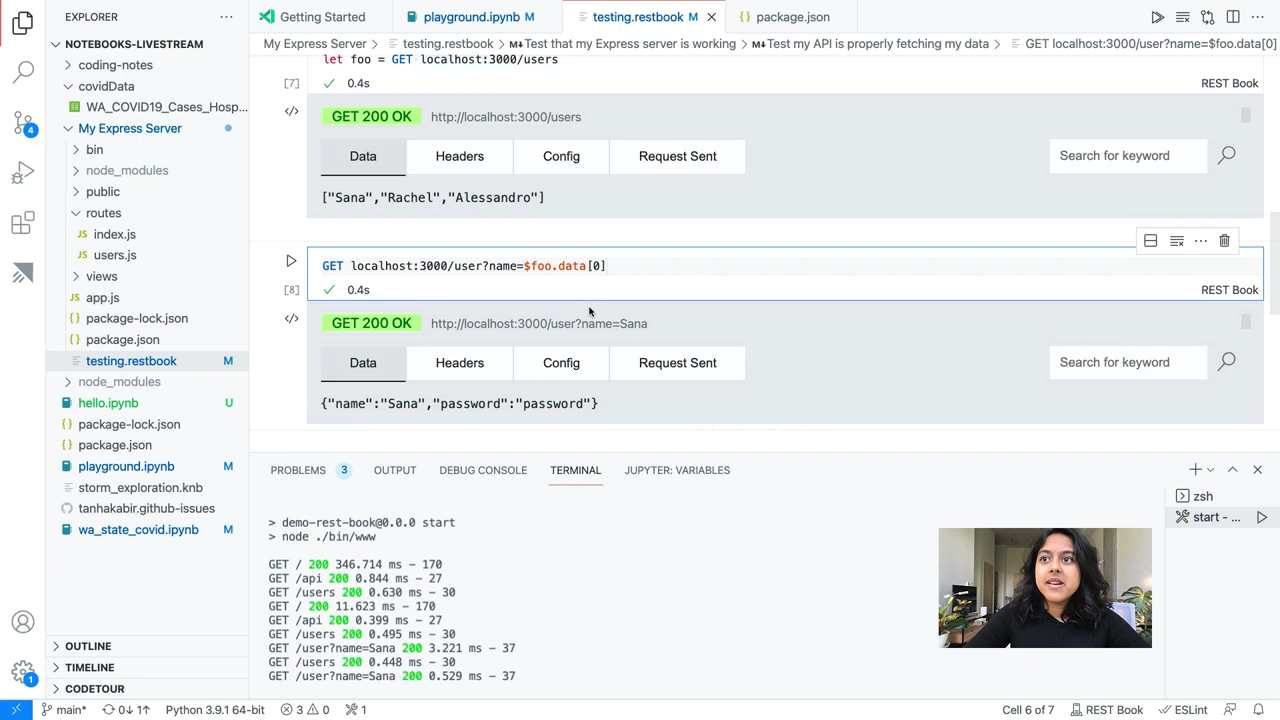 EXPLORER
Getting Started
playground.ipynb M
testing.restbook M
package.json
NOTEBOOKS-LIVESTREAM
My Express Server
testing.restbook
Test that my Express server is working
Test my API is properly fetching my data
GET localhost:3000/user?name=$foo.data[0]
coding-notes
covidData
WA_COVID19_Cases_Hosp...
My Express Server
bin
node_modules
public
routes
index.js
users.js
views
app.js
package-lock.json
package.json
testing.restbook M
node_modules
hello.ipynb U
package-lock.json
package.json
playground.ipynb M
storm_exploration.knb
tanhakabir.github-issues
wa_state_covid.ipynb M
OUTLINE
TIMELINE
CODETOUR
4
1
let foo = GET localhost:3000/users
[7] 0.4s REST Book
GET 200 OK http://localhost:3000/users
Data Headers Config Request Sent Search for keyword
["Sana","Rachel","Alessandro"]
GET localhost:3000/user?name=$foo.data[0]
[8] 0.4s REST Book
GET 200 OK http://localhost:3000/user?name=Sana
Data Headers Config Request Sent Search for keyword
{"name":"Sana","password":"password"}
PROBLEMS 3 OUTPUT DEBUG CONSOLE TERMINAL JUPYTER: VARIABLES
zsh
start - ...
> demo-rest-book@0.0.0 start
> node ./bin/www
GET / 200 346.714 ms - 170
GET /api 200 0.844 ms - 27
GET /users 200 0.630 ms - 30
GET / 200 11.623 ms - 170
GET /api 200 0.399 ms - 27
GET /users 200 0.495 ms - 30
GET /user?name=Sana 200 3.221 ms - 37
GET /users 200 0.448 ms - 30
GET /user?name=Sana 200 0.529 ms - 37
main* 0↓ 1↑ Python 3.9.1 64-bit 3 0 1 Cell 6 of 7 REST Book ESLint